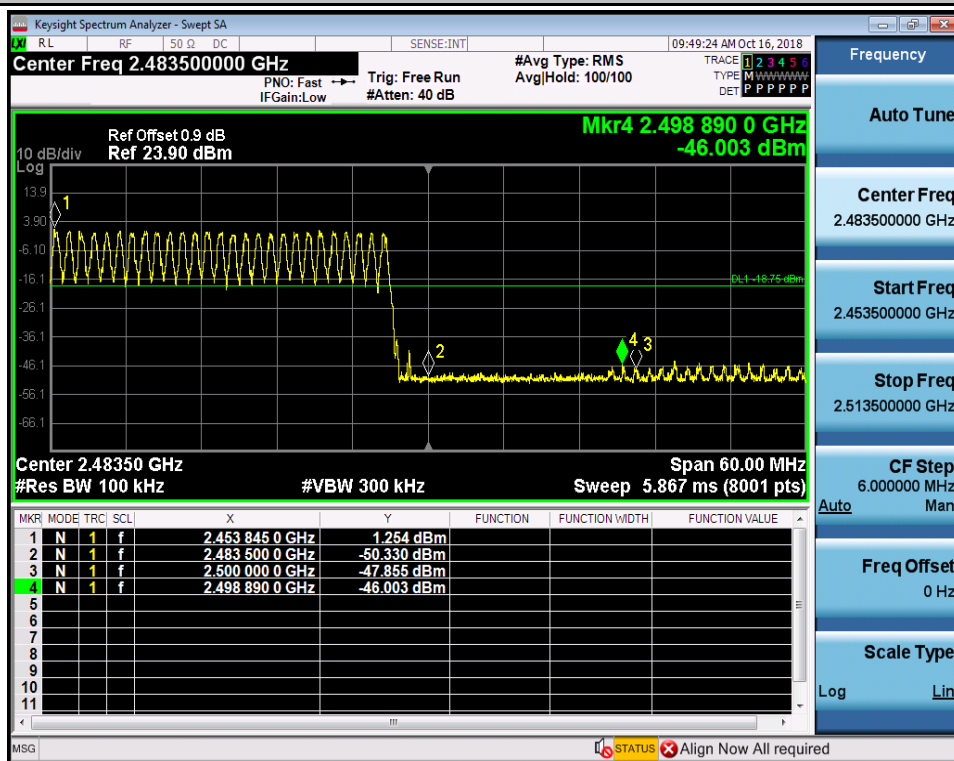 Keysight Spectrum Analyzer - Swept SA
LXI RL RF 50 Ω DC SENSE:INT 09:49:24 AM Oct 16, 2018
Center Freq 2.483500000 GHz
PNO: Fast
IFGain:Low
Trig: Free Run
#Atten: 40 dB
#Avg Type: RMS
Avg|Hold: 100/100
TRACE 1 2 3 4 5 6
TYPE M WWWWW
DET P P P P P P
Mkr4 2.498 890 0 GHz
-46.003 dBm
Ref Offset 0.9 dB
10 dB/div Ref 23.90 dBm
Log
13.9
3.90
-6.10
-16.1
-26.1
-36.1
-46.1
-56.1
-66.1
1
2
4
3
DL1 -18.75 dBm
Center 2.48350 GHz Span 60.00 MHz
#Res BW 100 kHz #VBW 300 kHz Sweep 5.867 ms (8001 pts)
MKR MODE TRC SCL X Y FUNCTION FUNCTION WIDTH FUNCTION VALUE
1 N 1 f 2.453 845 0 GHz 1.254 dBm
2 N 1 f 2.483 500 0 GHz -50.330 dBm
3 N 1 f 2.500 000 0 GHz -47.855 dBm
4 N 1 f 2.498 890 0 GHz -46.003 dBm
5
6
7
8
9
10
11
MSG STATUS Align Now All required
Frequency
Auto Tune
Center Freq
2.483500000 GHz
Start Freq
2.453500000 GHz
Stop Freq
2.513500000 GHz
CF Step
6.000000 MHz
Auto Man
Freq Offset
0 Hz
Scale Type
Log Lin